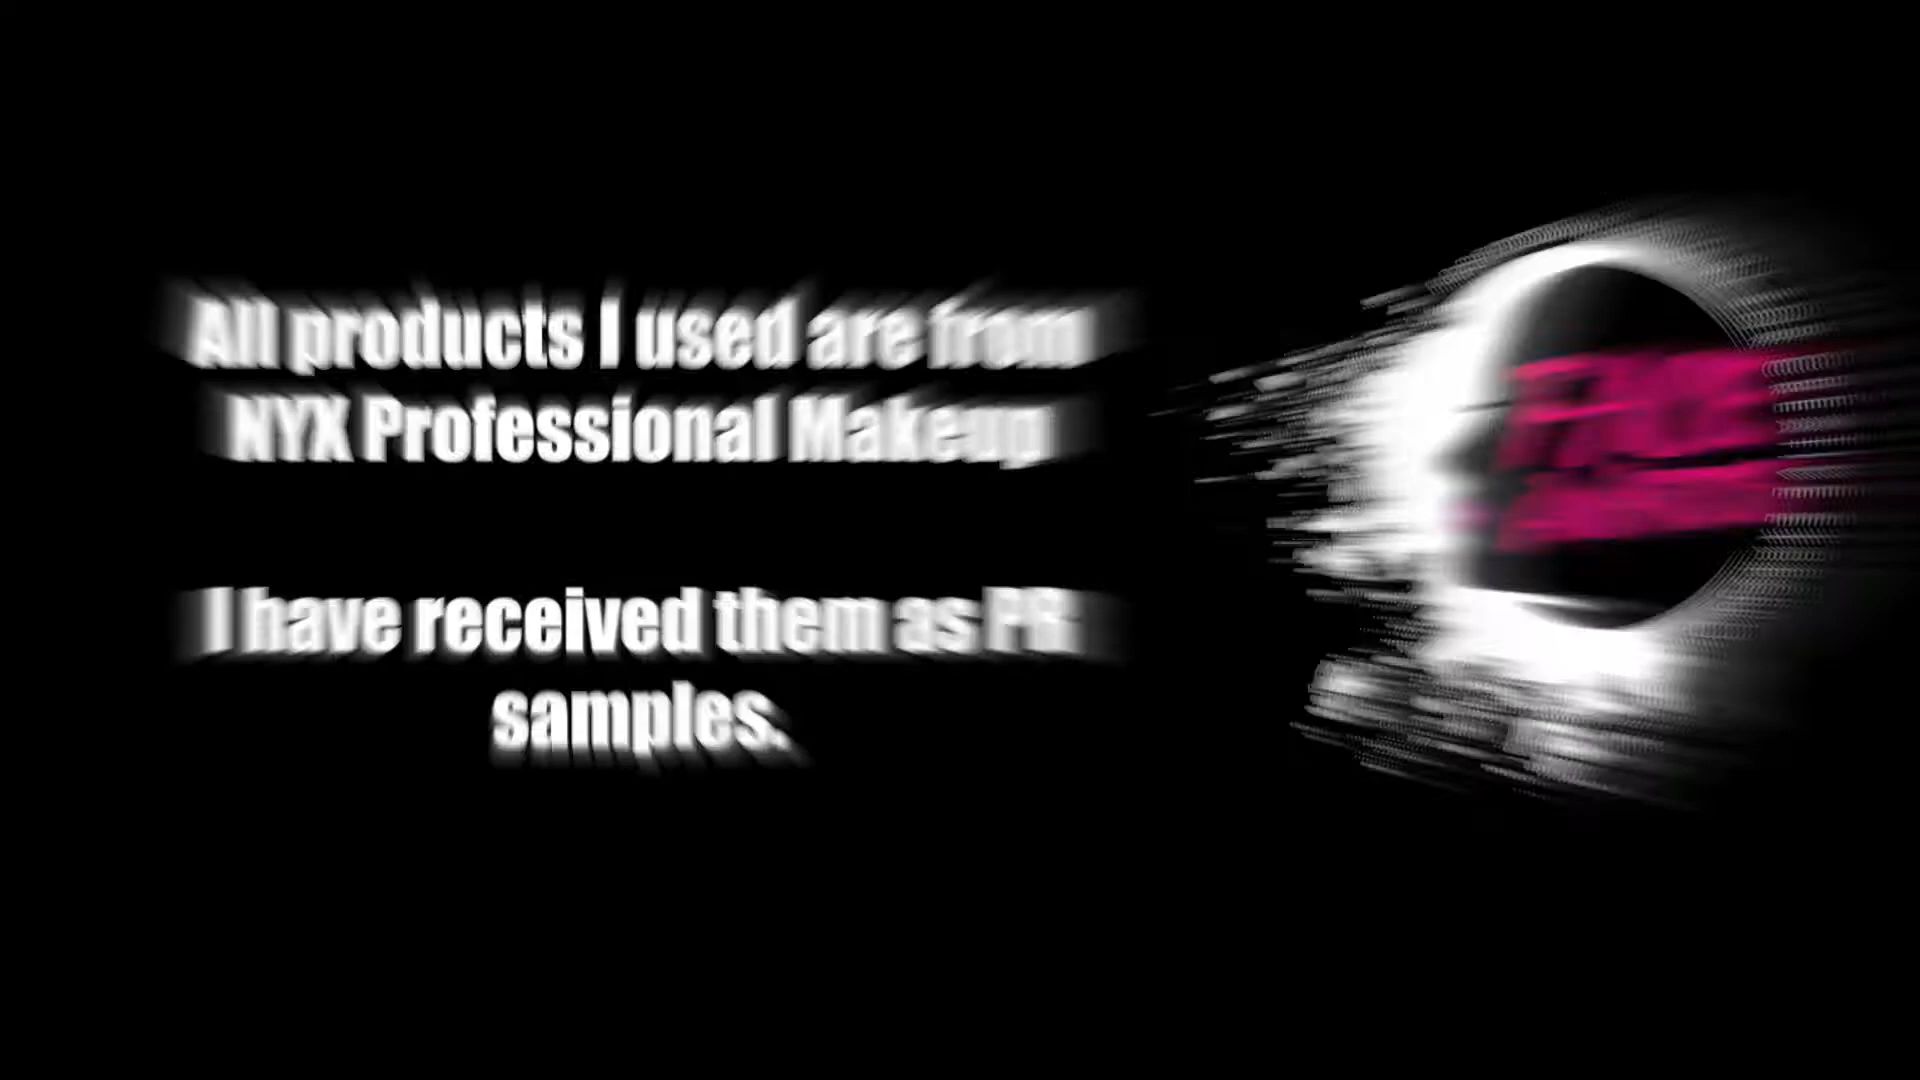 All products I used are from
NYX Professional Makeup
I have received them as PR
samples.